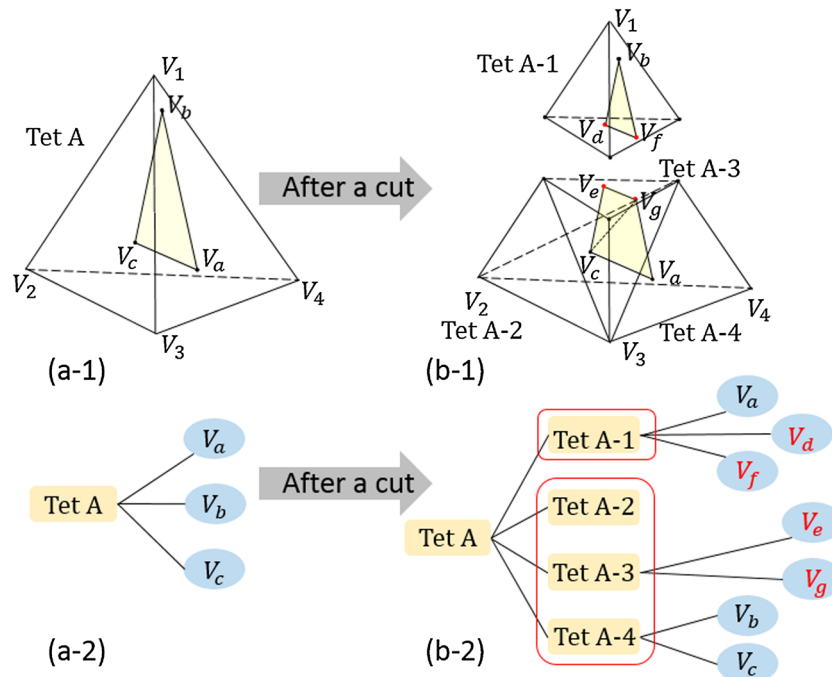 V1
Vb
Tet A
Vc
Va
V2
V4
V3
(a-1)
After a cut
V1
Tet A-1
Vb
Vd
Vf
Tet A-3
Ve
Vg
Vc
Va
V2
V4
Tet A-2
Tet A-4
V3
(b-1)
Tet A
Va
Vb
Vc
(a-2)
After a cut
Tet A
Tet A-1
Tet A-2
Tet A-3
Tet A-4
Va
Vd
Vf
Ve
Vg
Vb
Vc
(b-2)